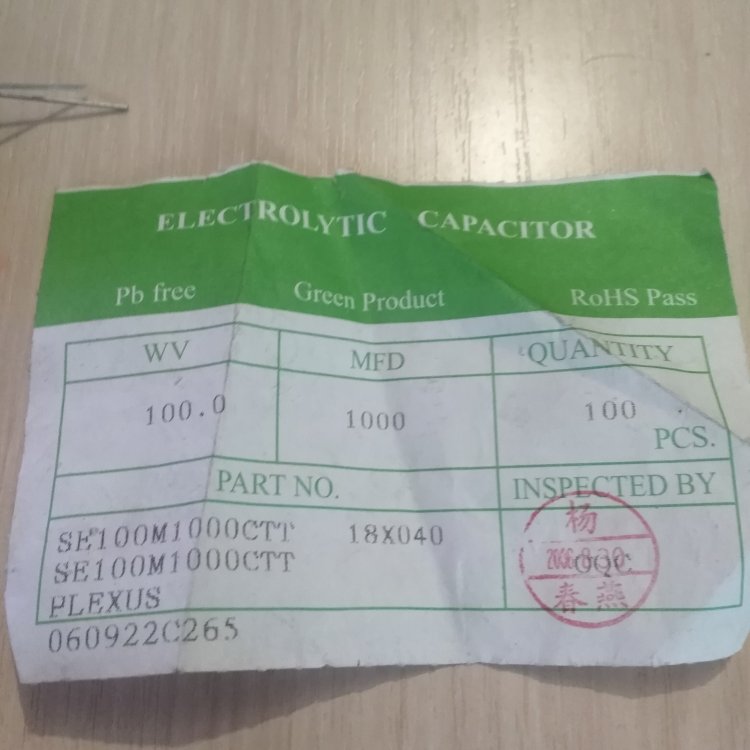 ELECTROLYTIC CAPACITOR
Pb free Green Product RoHS Pass
WV MFD QUANTITY
100.0 1000 100
PCS.
PART NO. INSPECTED BY
SE100M1000CTT 18X040
SE100M1000CTT
PLEXUS
060922C265
杨
OQC
春燕